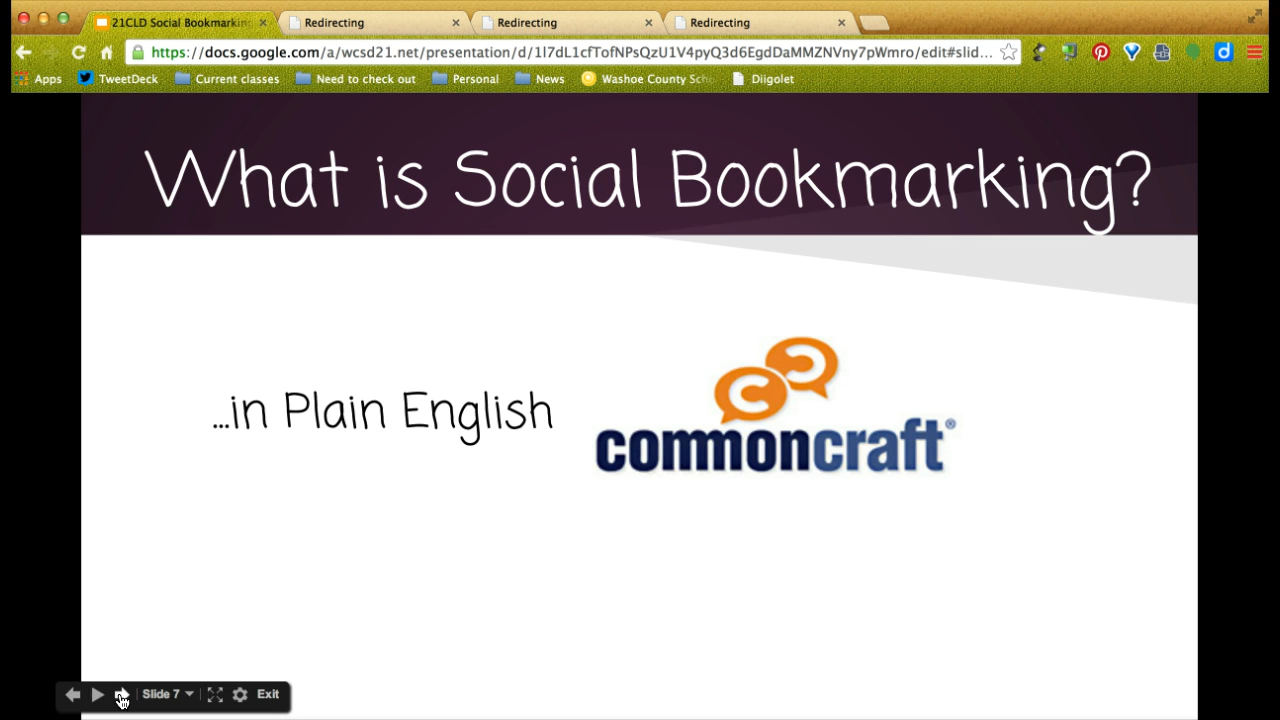 21CLD Social Bookmarkin
Redirecting
Redirecting
Redirecting
https://docs.google.com/a/wcsd21.net/presentation/d/1l7dL1cfTofNPsQzU1V4pyQ3d6EgdDaMMZNVny7pWmro/edit#slid...
Apps TweetDeck Current classes Need to check out Personal News Washoe County Scho Diigolet
What is Social Bookmarking?
...in Plain English
commoncraft®
Slide 7 Exit